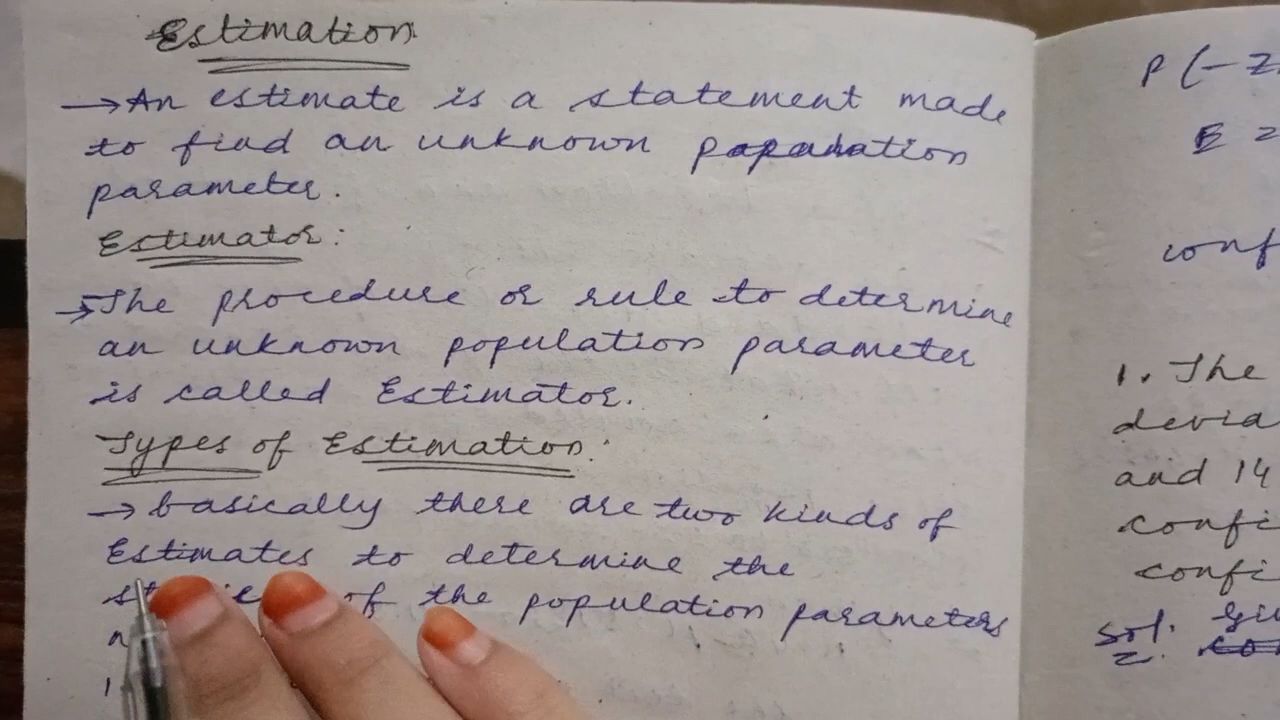 Estimation
→ An estimate is a statement made
to find an unknown population
parameter.
Estimator:
→ The procedure or rule to determine
an unknown population parameter
is called Estimator.
Types of Estimation:
→ basically there are two kinds of
Estimates to determine the
of the population parameters
P(-Z
E =
conf
1. The
devia
and 14
confi
confi
Sol: